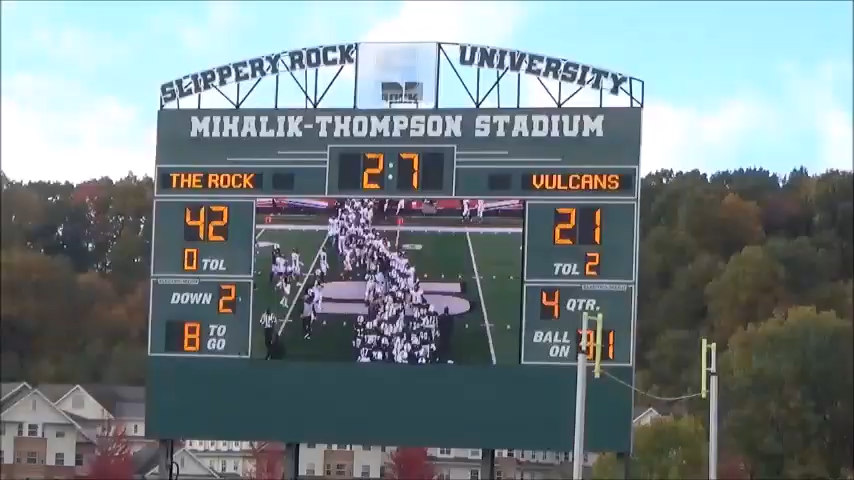 SLIPPERY ROCK UNIVERSITY
ROCK
MIHALIK-THOMPSON STADIUM
2:7
THE ROCK
VULCANS
42
21
0 TOL
TOL 2
DOWN 2
4 QTR.
8 TO GO
BALL ON